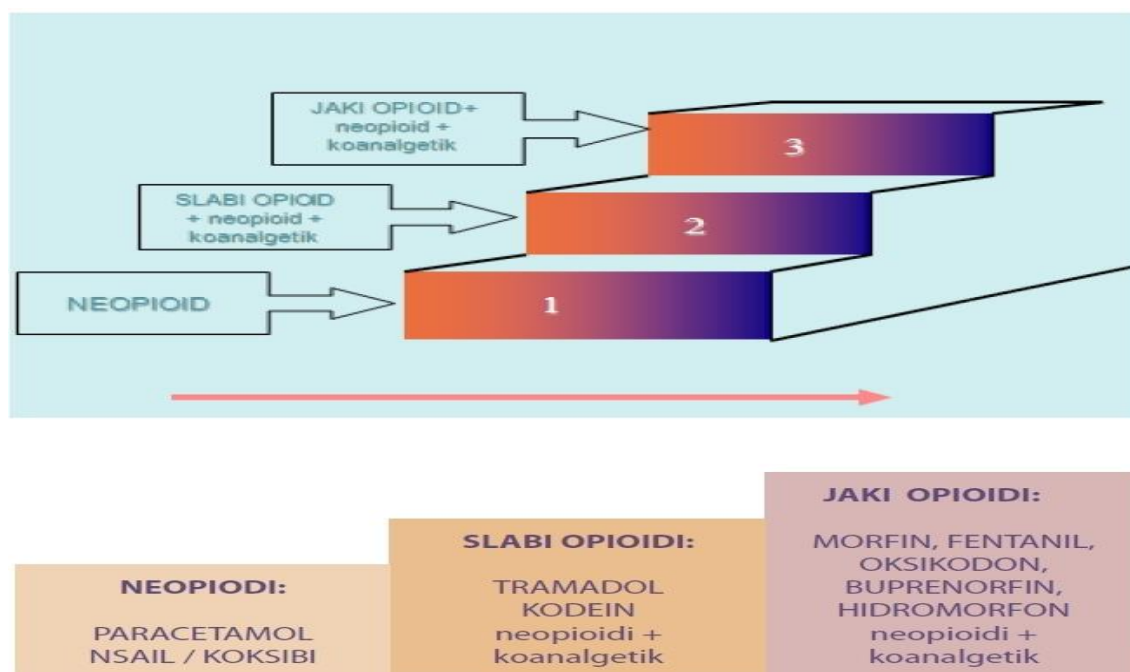 JAKI OPIOID+
neopioid +
koanalgetik
3
SLABI OPIOID
+ neopioid +
koanalgetik
2
NEOPIOID
1
NEOPIODI:
PARACETAMOL
NSAIL / KOKSIBI
SLABI OPIOIDI:
TRAMADOL
KODEIN
neopioidi +
koanalgetik
JAKI OPIOIDI:
MORFIN, FENTANIL,
OKSIKODON,
BUPRENORFIN,
HIDROMORFON
neopioidi +
koanalgetik